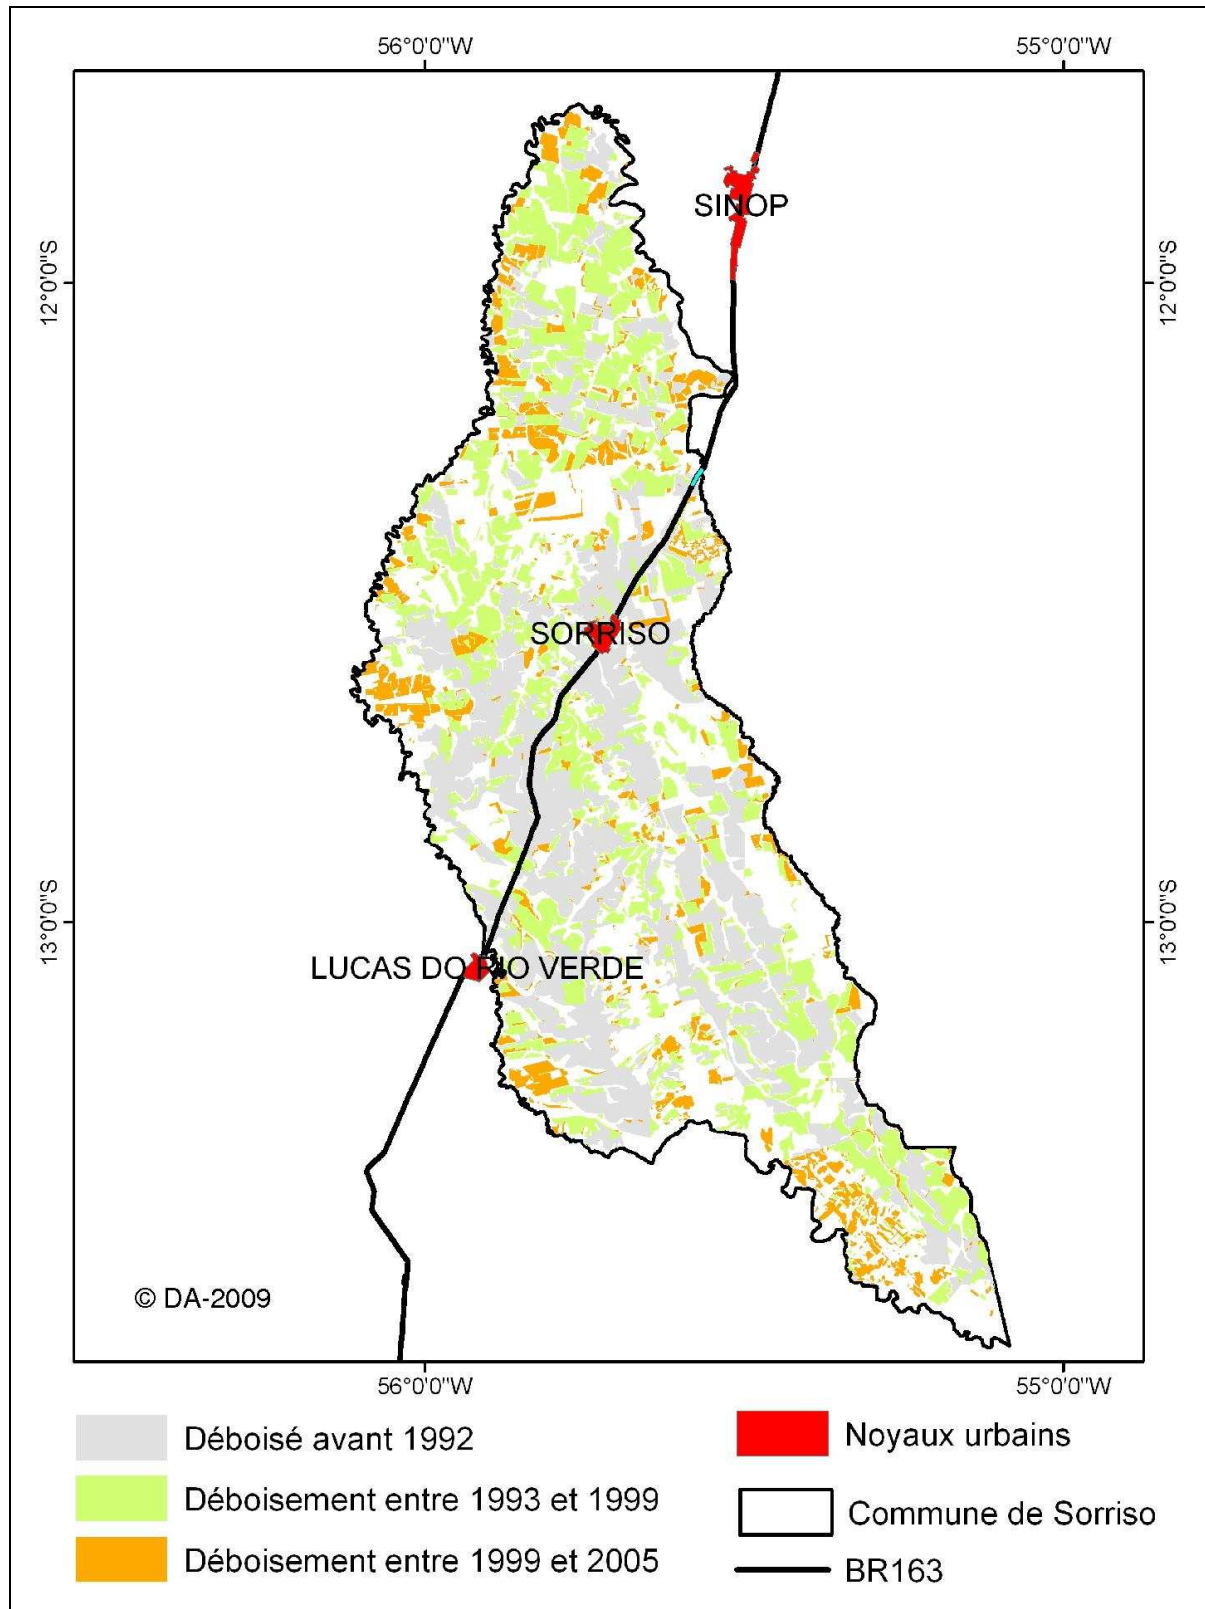 56°0'0"W
55°0'0"W
SINOP
12°0'0"S
12°0'0"S
SORRISO
13°0'0"S
13°0'0"S
LUCAS DO RIO VERDE
© DA-2009
56°0'0"W
55°0'0"W
Déboisé avant 1992
Déboisement entre 1993 et 1999
Déboisement entre 1999 et 2005
Noyaux urbains
Commune de Sorriso
BR163